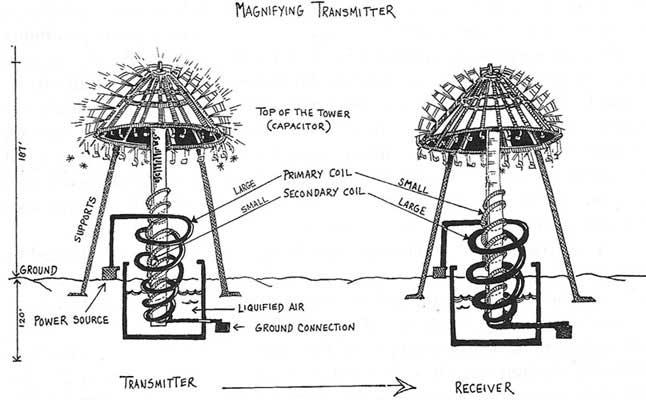 MAGNIFYING TRANSMITTER
TOP OF THE TOWER
(CAPACITOR)
187'
SUPPORTS
LARGE
PRIMARY COIL
SMALL
SMALL
SECONDARY COIL
LARGE
GROUND
POWER SOURCE
LIQUIFIED AIR
GROUND CONNECTION
120'
TRANSMITTER
RECEIVER